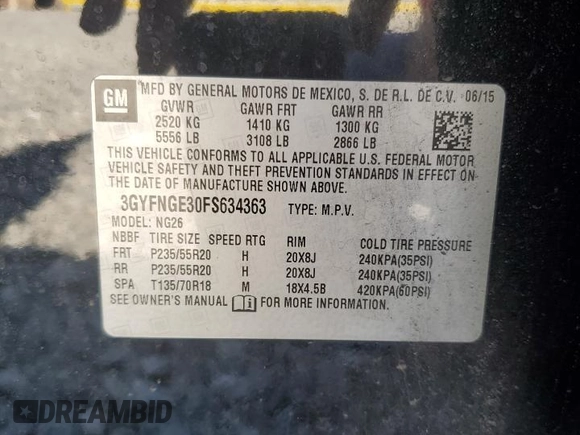 GM
MFD BY GENERAL MOTORS DE MEXICO, S. DE R.L. DE C.V. 06/15
GVWR GAWR FRT GAWR RR
2520 KG 1410 KG 1300 KG
5556 LB 3108 LB 2866 LB
THIS VEHICLE CONFORMS TO ALL APPLICABLE U.S. FEDERAL MOTOR
VEHICLE SAFETY AND THEFT PREVENTION STANDARDS IN EFFECT ON
THE DATE OF MANUFACTURE SHOWN ABOVE.
3GYFNGE30FS634363 TYPE: M.P.V.
MODEL: NG26
NBBF TIRE SIZE SPEED RTG RIM COLD TIRE PRESSURE
FRT P235/55R20 H 20X8J 240KPA(35PSI)
RR P235/55R20 H 20X8J 240KPA(35PSI)
SPA T135/70R18 M 18X4.5B 420KPA(60PSI)
SEE OWNER'S MANUAL FOR MORE INFORMATION
DREAMBID